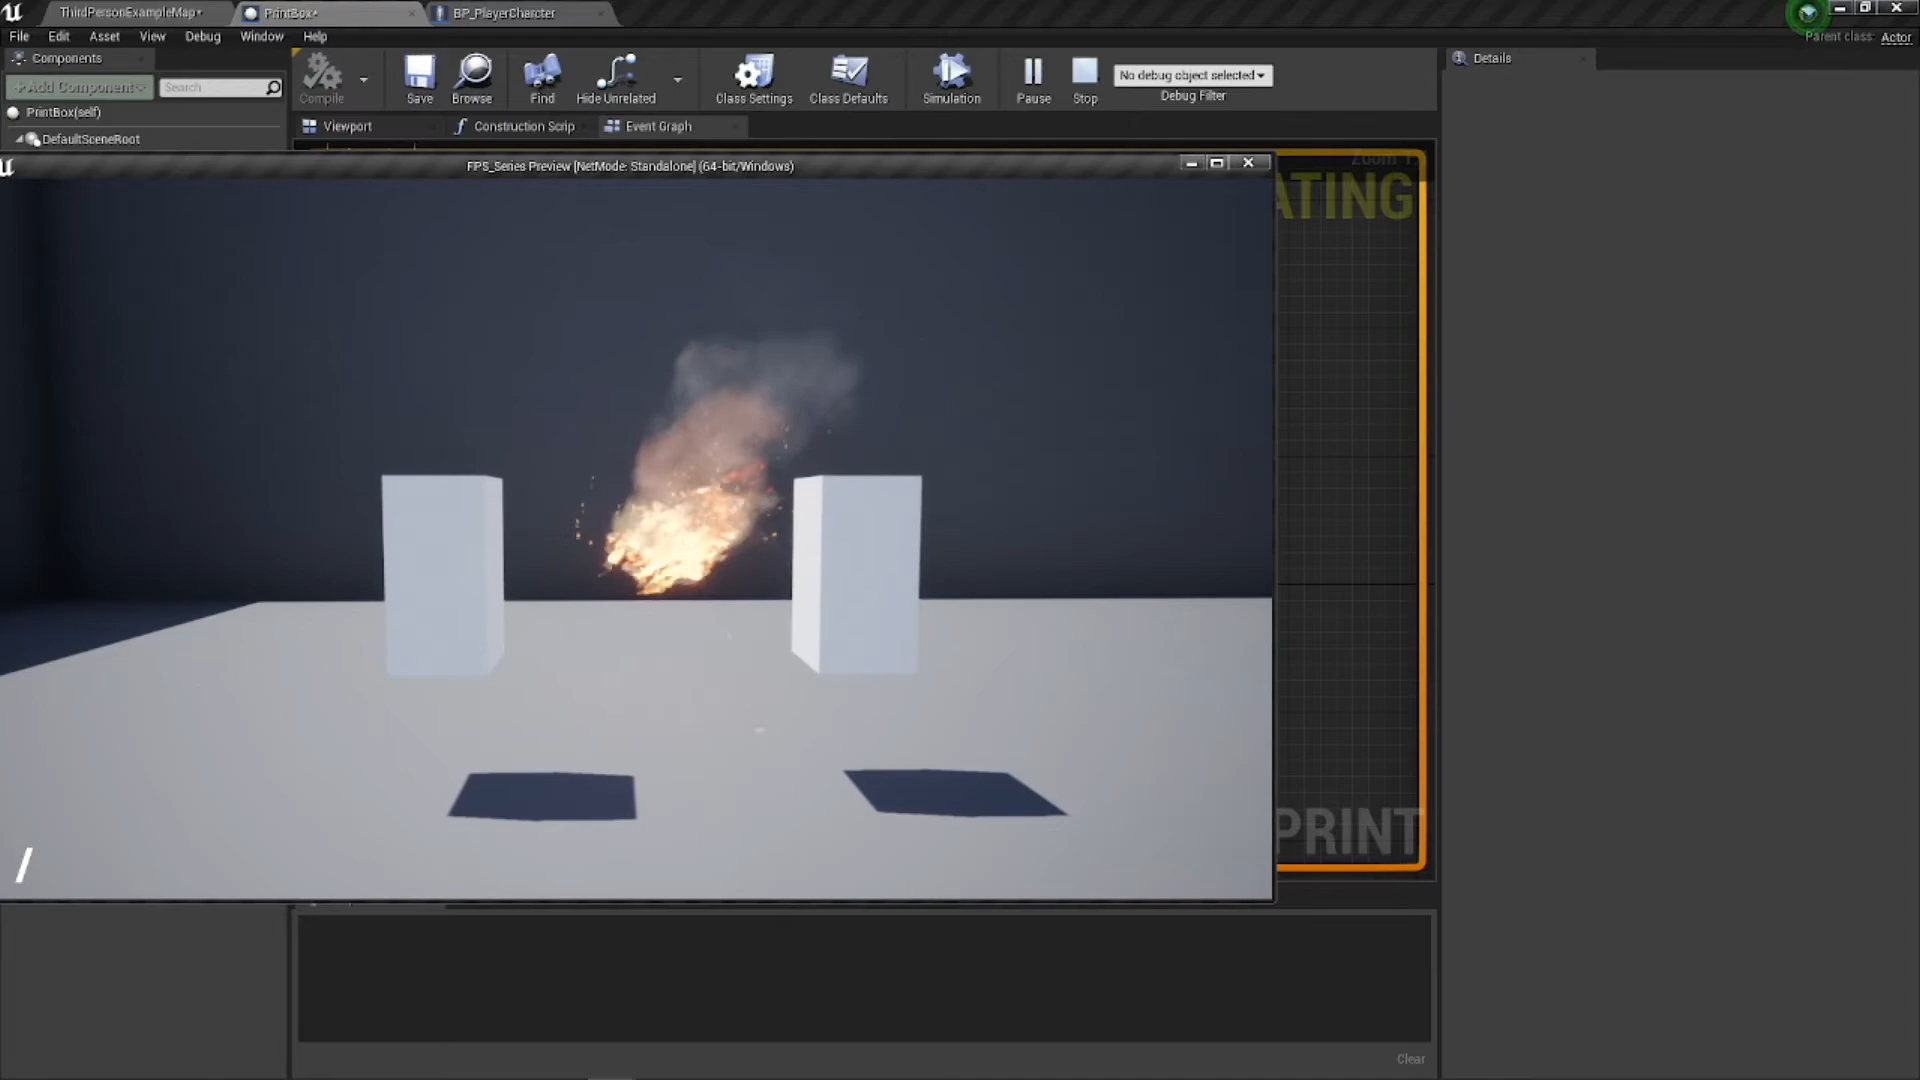 ThirdPersonExampleMap•
PrintBox•
BP_PlayerCharcter
File Edit Asset View Debug Window Help
Parent class: Actor
Components
+Add Component
Search
PrintBox(self)
DefaultSceneRoot
Compile
Save
Browse
Find
Hide Unrelated
Class Settings
Class Defaults
Simulation
Pause
Stop
No debug object selected
Debug Filter
Details
Viewport
Construction Scrip
Event Graph
FPS_Series Preview [NetMode: Standalone] (64-bit/Windows)
Zoom 1:
ATING
PRINT
/
Clear